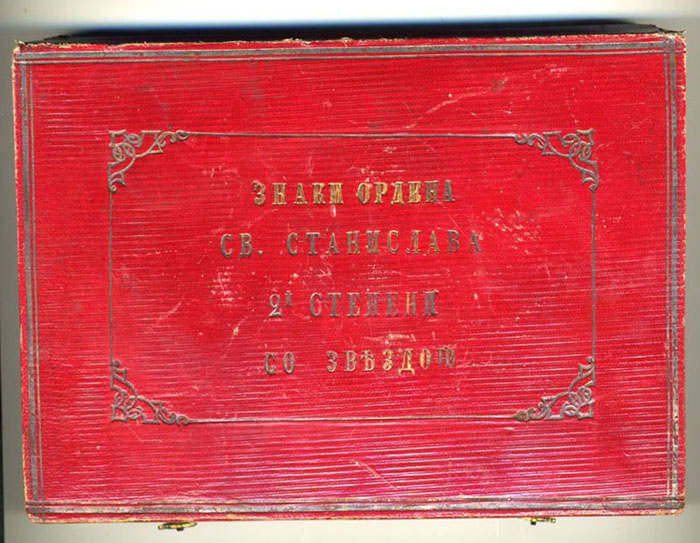 ЗНАКИ ОРДЕНА
СВ. СТАНИСЛАВА
2й СТЕПЕНИ
СО ЗВѢЗДОЮ